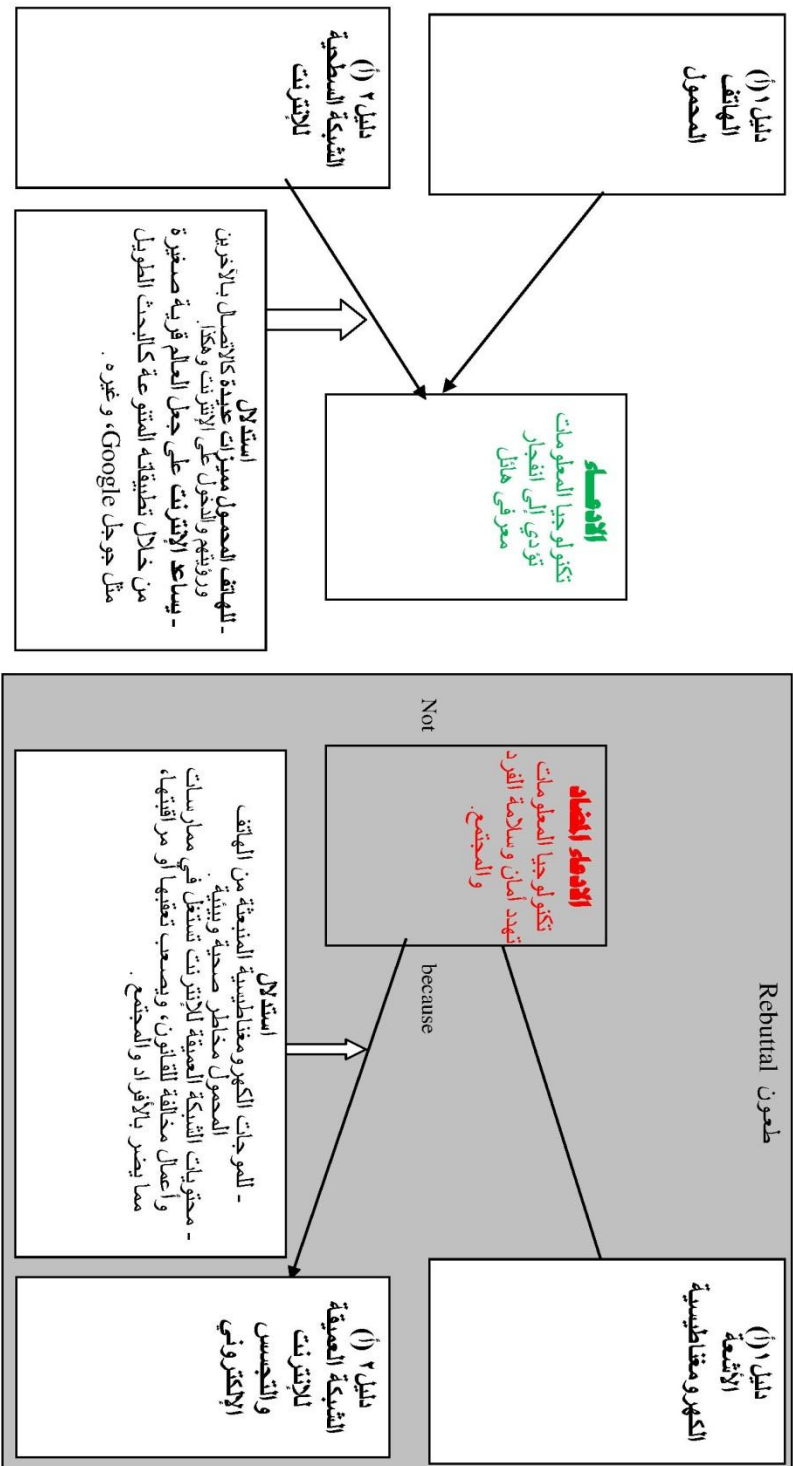 دليل ١(أ)
الهاتف
المحمول
دليل ٢ (أ)
الشبكة السطحية
للإنترنت
الادعاء
تكنولوجيا المعلومات
تؤدي إلى انفجار
معرفي هائل
استدلال
- للهاتف المحمول مميزات عديدة كالاتصال بالآخرين
ورؤيتهم والدخول على الإنترنت وهكذا.
- يساعد الإنترنت على جعل العالم قرية صغيرة
من خلال تطبيقاته المتنوعة كالبحث الطويل
مثل جوجل Google، وغيره .
طعون Rebuttal
Not
because
الادعاء المضاد
تكنولوجيا المعلومات
تهدد أمان وسلامة الفرد
والمجتمع.
استدلال
- للموجات الكهرومغناطيسية المنبعثة من الهاتف
المحمول مخاطر صحية وبيئية .
- محتويات الشبكة العميقة للإنترنت تستغل في ممارسات
وأعمال مخالفة للقانون، ويصعب تعقبها أو مراقبتها،
مما يضر بالأفراد والمجتمع .
دليل ١(أ)
الأشعة
الكهرومغناطيسية
دليل ٢ (أ)
الشبكة العميقة
للإنترنت
والتجسس
الإلكتروني